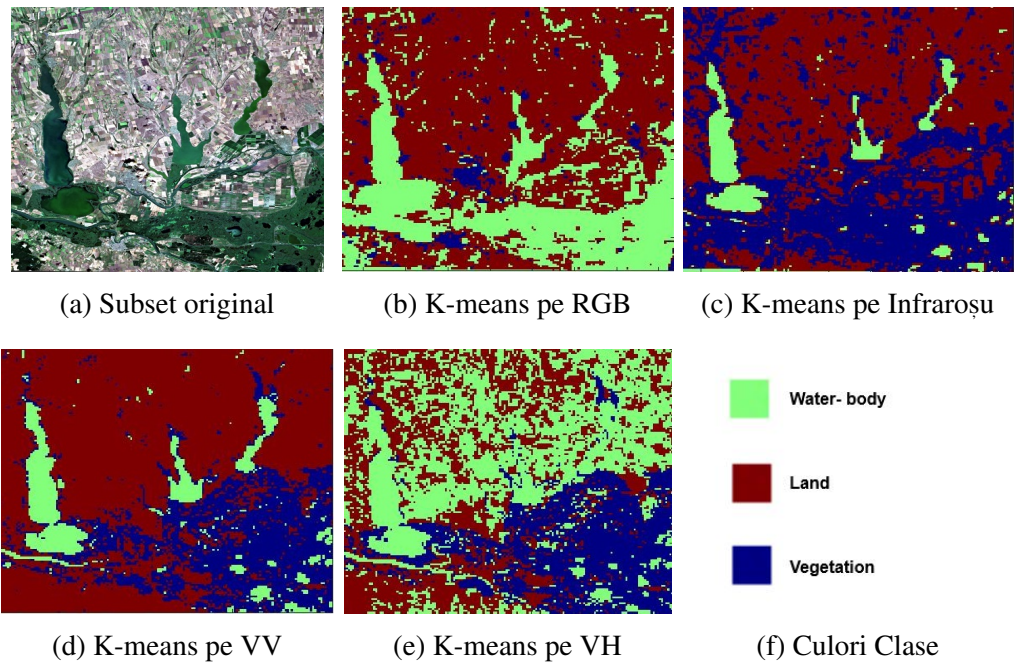 (a) Subset original
(b) K-means pe RGB
(c) K-means pe Infraroșu
Water- body
Land
Vegetation
(d) K-means pe VV
(e) K-means pe VH
(f) Culori Clase